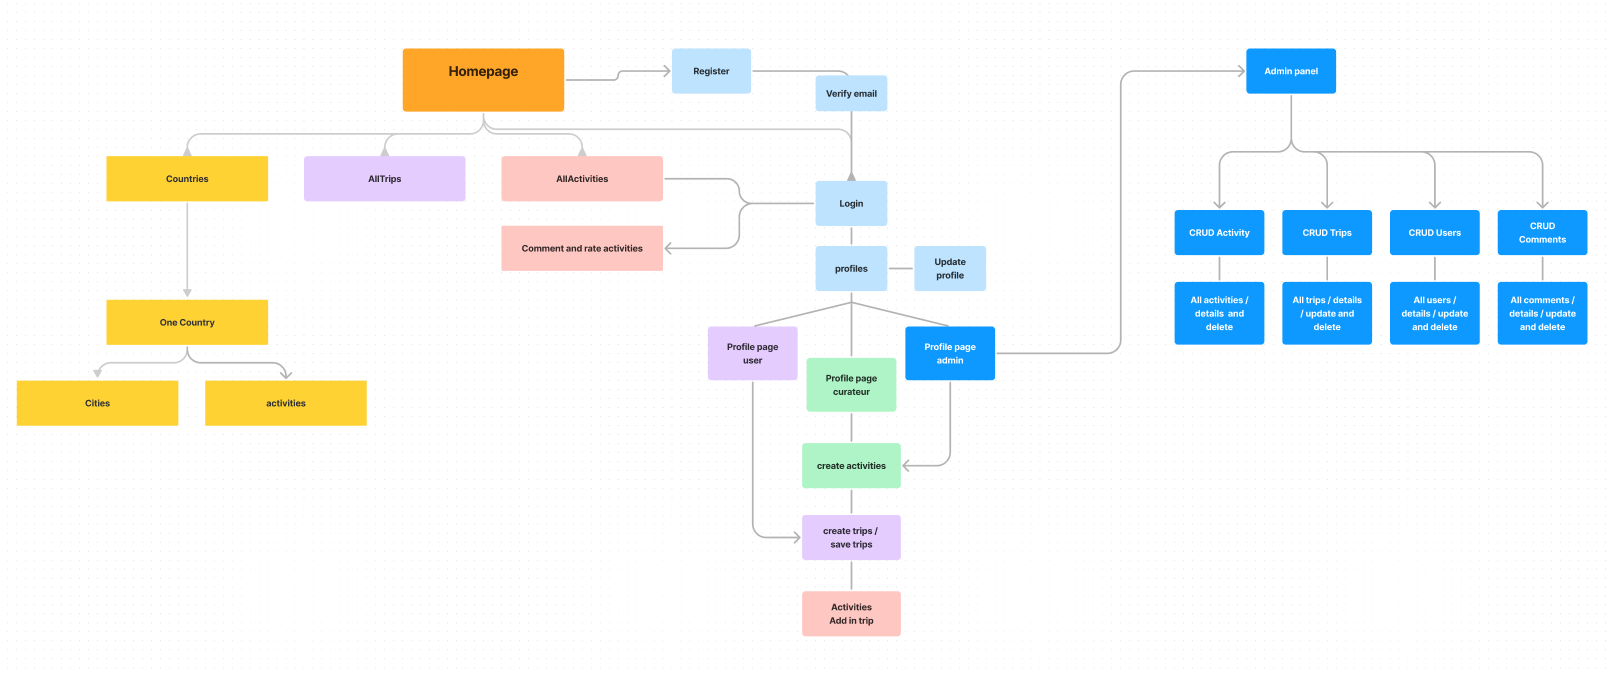 Homepage
Register
Verify email
Admin panel
Countries
AllTrips
AllActivities
Login
Comment and rate activities
profiles
Update
profile
CRUD Activity
CRUD Trips
CRUD Users
CRUD
Comments
All activities /
details and
delete
All trips / details
/ update and
delete
All users /
details / update
and delete
All comments /
details / update
and delete
One Country
Cities
activities
Profile page
user
Profile page
curateur
Profile page
admin
create activities
create trips /
save trips
Activities
Add in trip